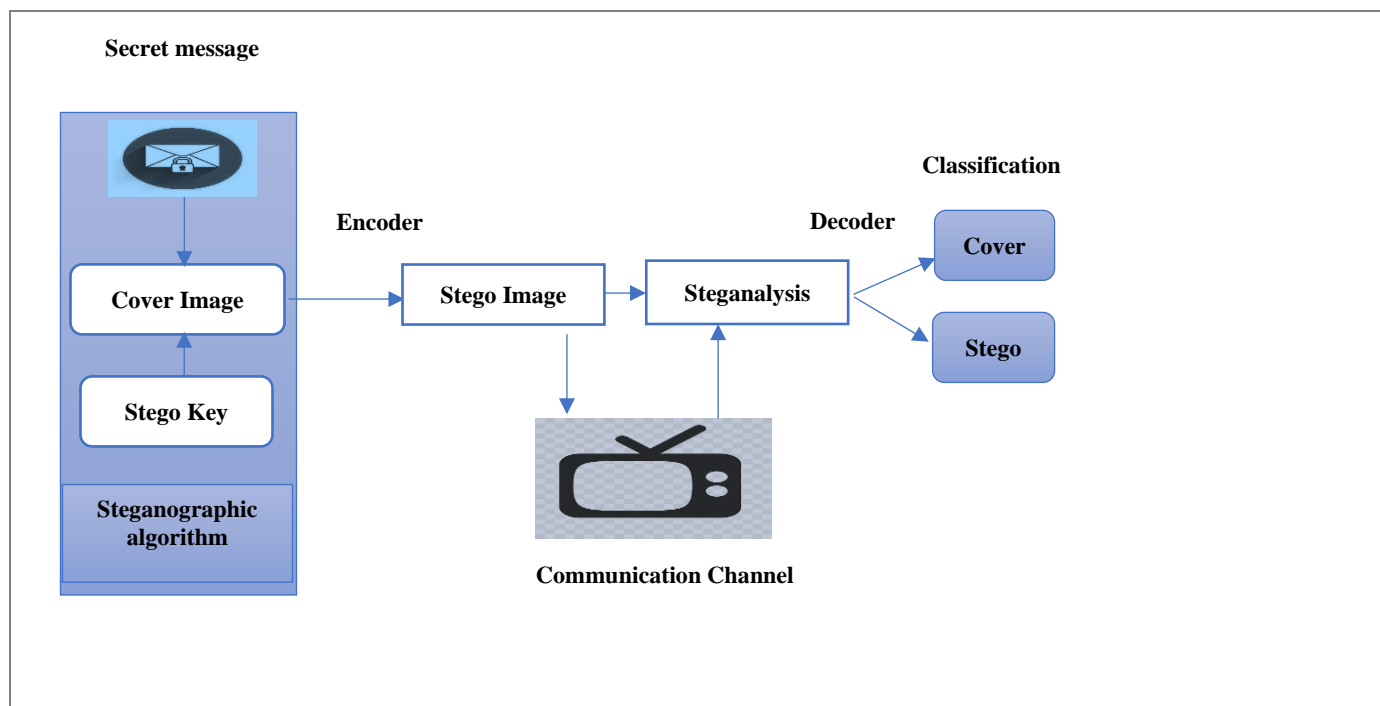 Secret message
Classification
Encoder
Decoder
Cover
Cover Image
Stego Image
Steganalysis
Stego
Stego Key
Steganographic
algorithm
Communication Channel